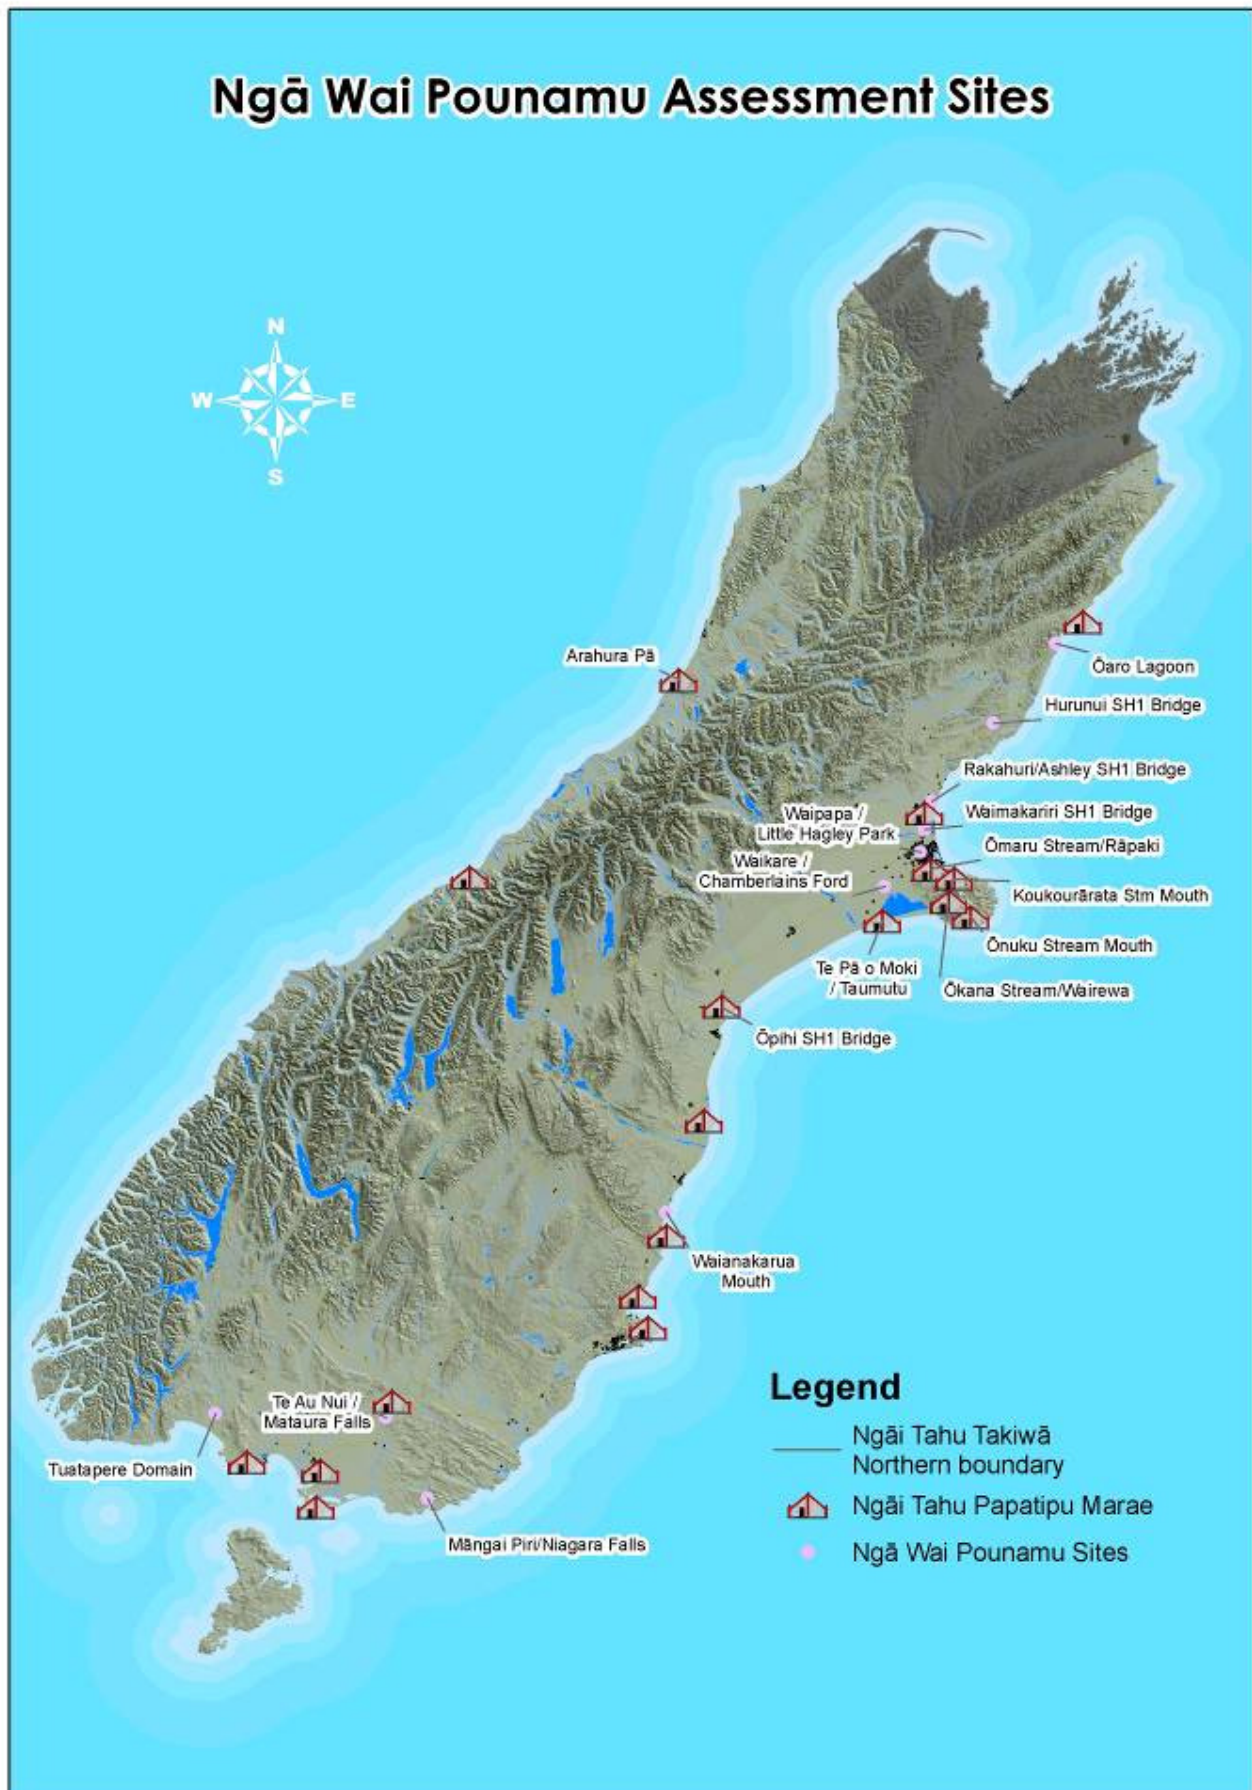 Ngā Wai Pounamu Assessment Sites
N
W
E
S
Arahura Pā
Ōaro Lagoon
Hurunui SH1 Bridge
Rakahuri/Ashley SH1 Bridge
Waipapa /
Little Hagley Park
Waimakariri SH1 Bridge
Ōmaru Stream/Rāpaki
Waikare /
Chamberlains Ford
Koukourārata Stm Mouth
Ōnuku Stream Mouth
Te Pā o Moki
/ Taumutu
Ōkana Stream/Wairewa
Ōpihi SH1 Bridge
Waianakarua
Mouth
Te Au Nui /
Mataura Falls
Tuatapere Domain
Māngai Piri/Niagara Falls
Legend
Ngāi Tahu Takiwā
Northern boundary
Ngāi Tahu Papatipu Marae
Ngā Wai Pounamu Sites